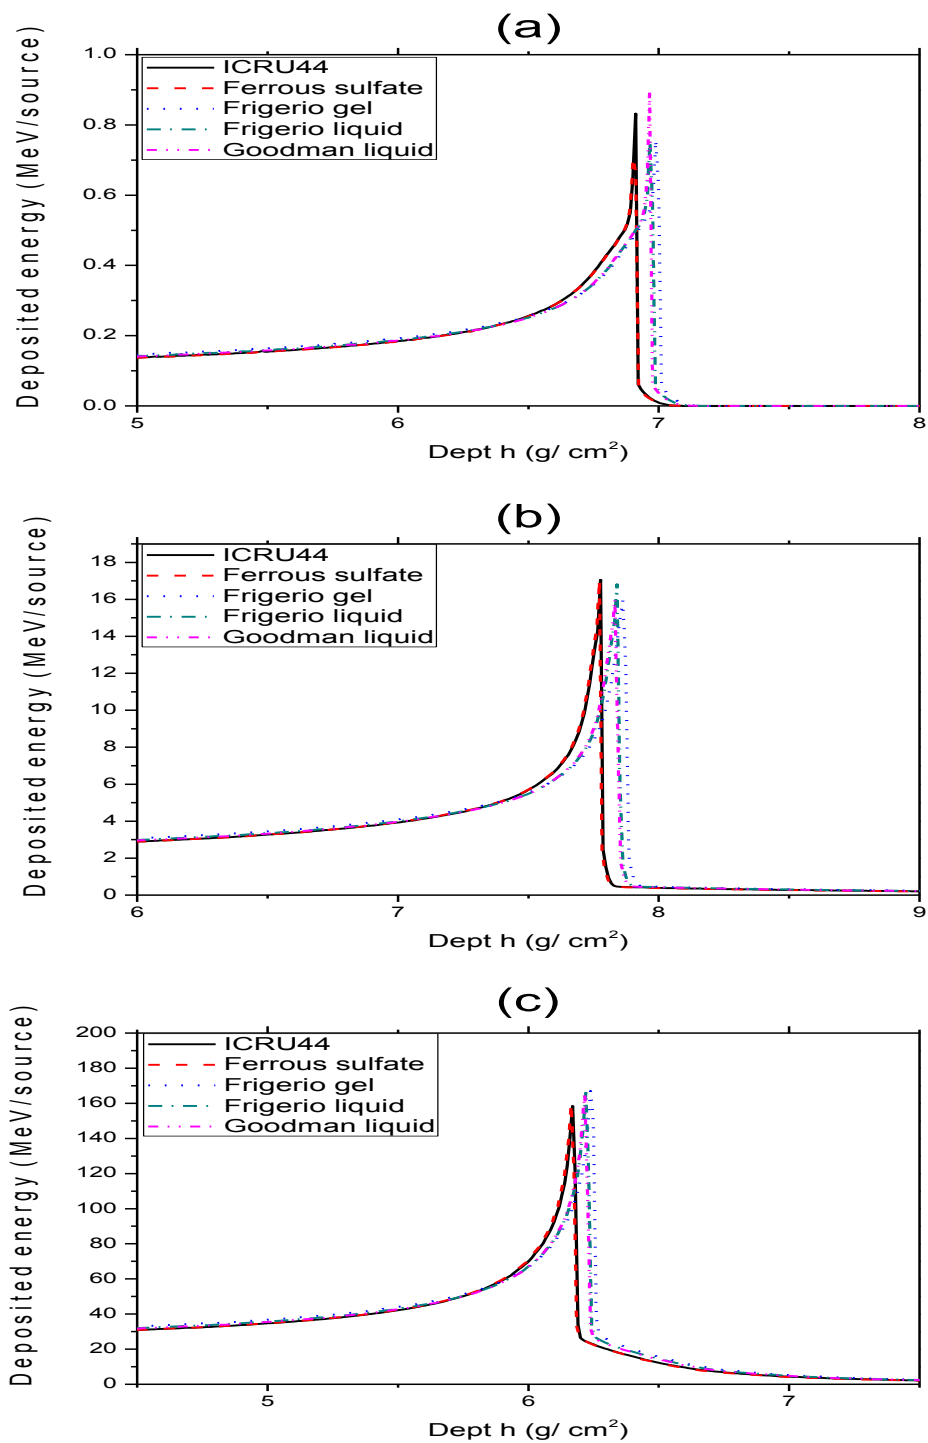 (a)
Deposited energy (MeV/source)
1.0
0.8
0.6
0.4
0.2
0.0
ICRU44
Ferrous sulfate
Frigerio gel
Frigerio liquid
Goodman liquid
5 6 7 8
Dept h (g/ cm²)
(b)
Deposited energy (MeV/source)
18
16
14
12
10
8
6
4
2
0
ICRU44
Ferrous sulfate
Frigerio gel
Frigerio liquid
Goodman liquid
6 7 8 9
Dept h (g/ cm²)
(c)
Deposited energy (MeV/source)
200
180
160
140
120
100
80
60
40
20
0
ICRU44
Ferrous sulfate
Frigerio gel
Frigerio liquid
Goodman liquid
5 6 7
Dept h (g/ cm²)